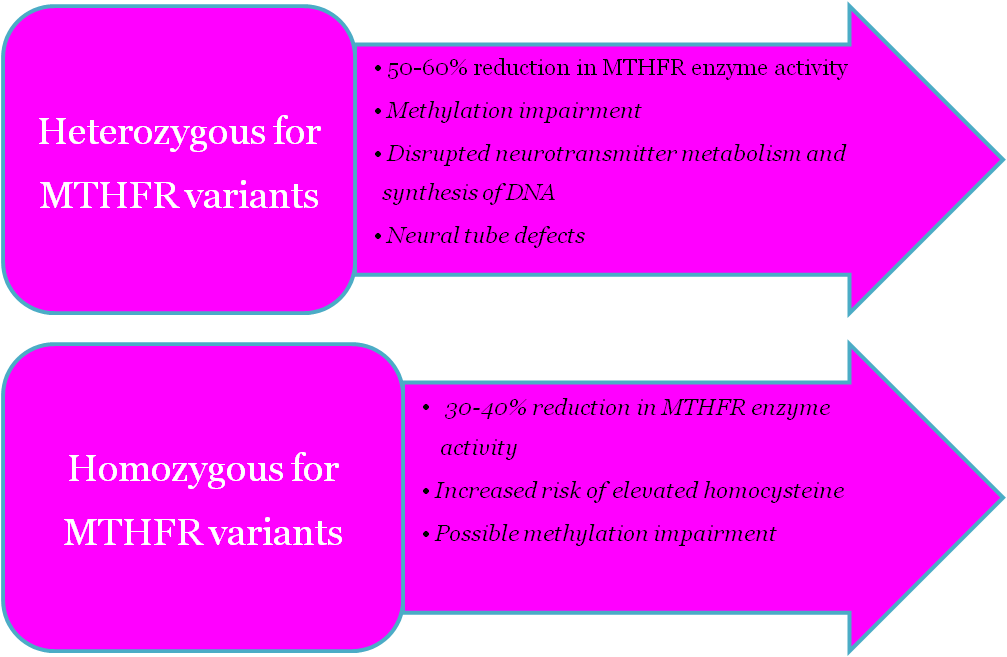 Heterozygous for
MTHFR variants
• 50-60% reduction in MTHFR enzyme activity
• Methylation impairment
• Disrupted neurotransmitter metabolism and
synthesis of DNA
• Neural tube defects
Homozygous for
MTHFR variants
• 30-40% reduction in MTHFR enzyme
activity
• Increased risk of elevated homocysteine
• Possible methylation impairment